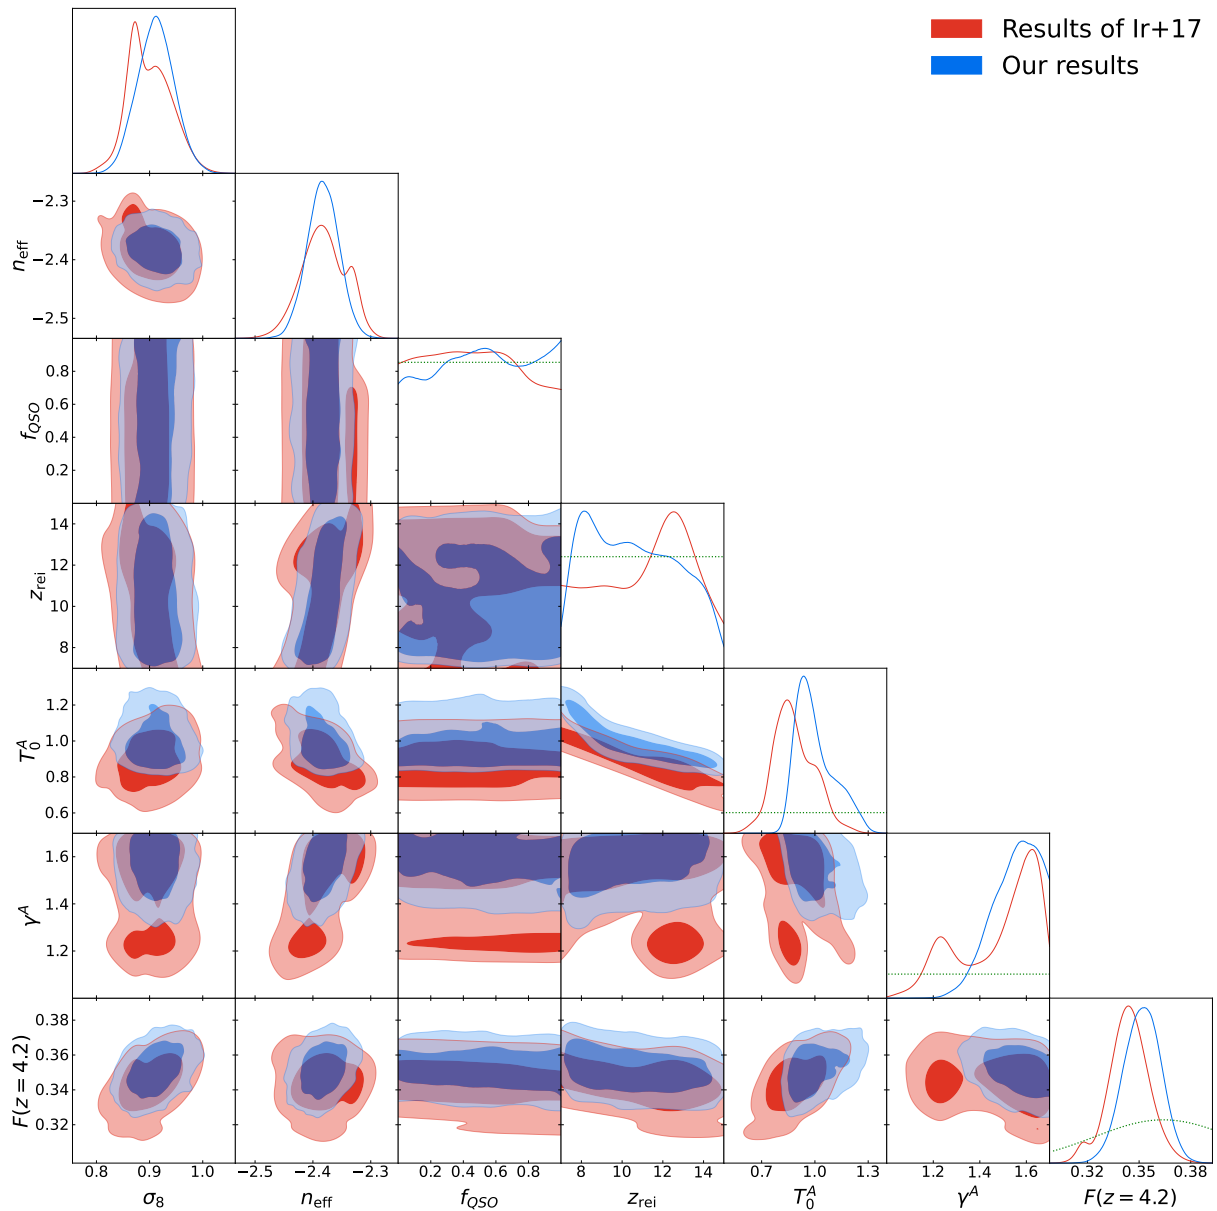 Results of Ir+17
Our results
−2.3
−2.4
−2.5
n_eff
0.8
0.6
0.4
0.2
f_QSO
14
12
10
8
z_rei
1.2
1.0
0.8
0.6
T_0^A
1.6
1.4
1.2
γ^A
0.38
0.36
0.34
0.32
F(z = 4.2)
0.8 0.9 1.0
−2.5 −2.4 −2.3
0.2 0.4 0.6 0.8
8 10 12 14
0.7 1.0 1.3
1.2 1.4 1.6
0.32 0.35 0.38
σ_8 n_eff f_QSO z_rei T_0^A γ^A F(z = 4.2)